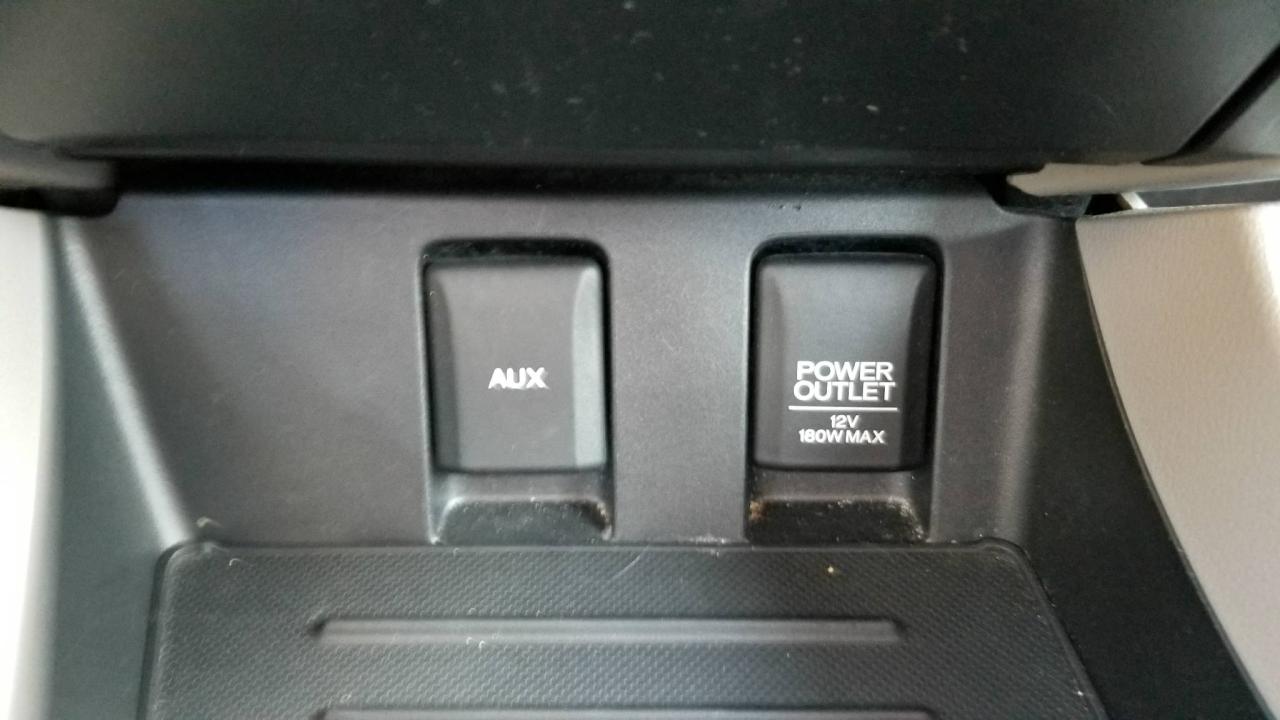 AUX
POWER
OUTLET
12V
180W MAX